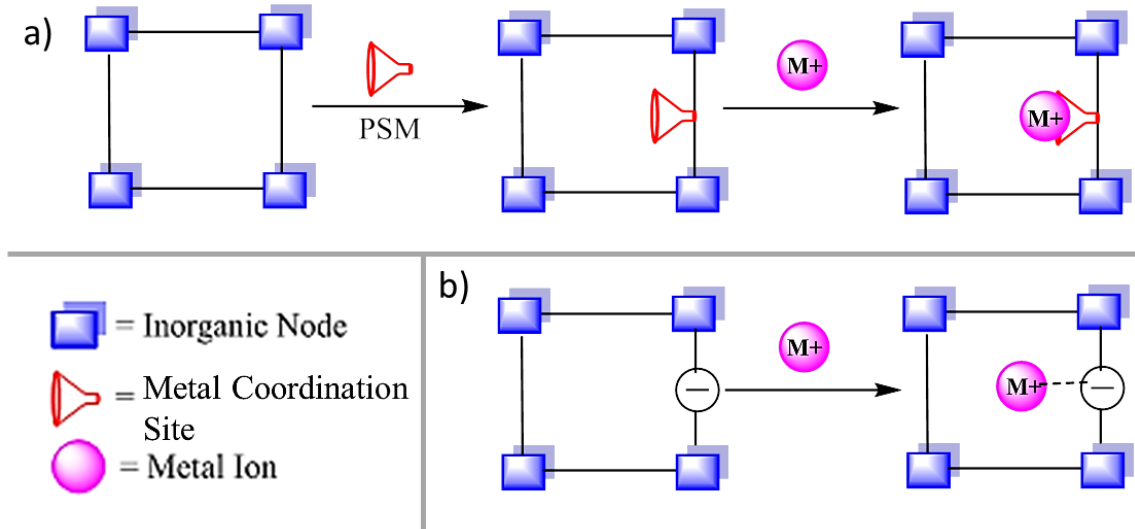 a)
M+
PSM
M+
b)
= Inorganic Node
M+
= Metal Coordination
M+
Site
= Metal Ion